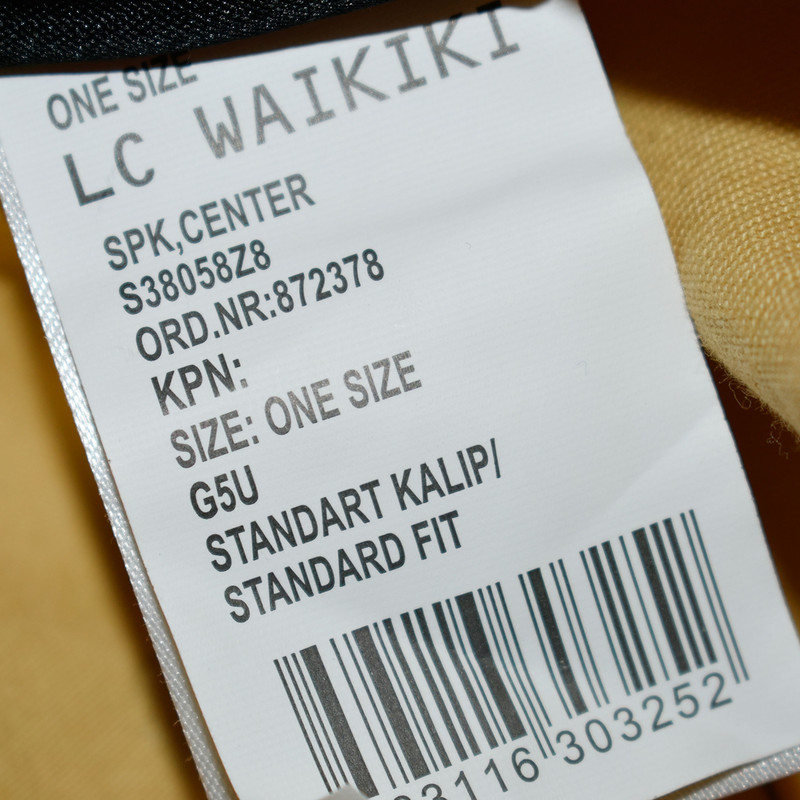 ONE SIZE
LC WAIKIKI
SPK,CENTER
S38058Z8
ORD.NR:872378
KPN:
SIZE: ONE SIZE
G5U
STANDART KALIP/
STANDARD FIT
3116 303252